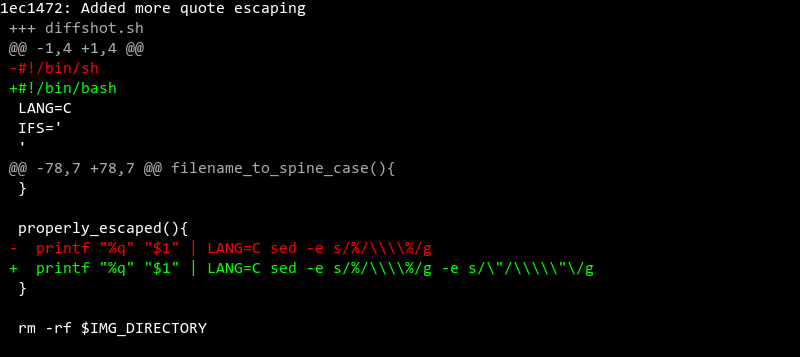 1ec1472: Added more quote escaping
+++ diffshot.sh
@@ -1,4 +1,4 @@
-#!/bin/sh
+#!/bin/bash
LANG=C
IFS='
'
@@ -78,7 +78,7 @@ filename_to_spine_case(){
}
properly_escaped(){
-  printf "%q" "$1" | LANG=C sed -e s/%/\\\\%/g
+  printf "%q" "$1" | LANG=C sed -e s/%/\\\\%/g -e s/\"/\\\\\"\/g
}
rm -rf $IMG_DIRECTORY